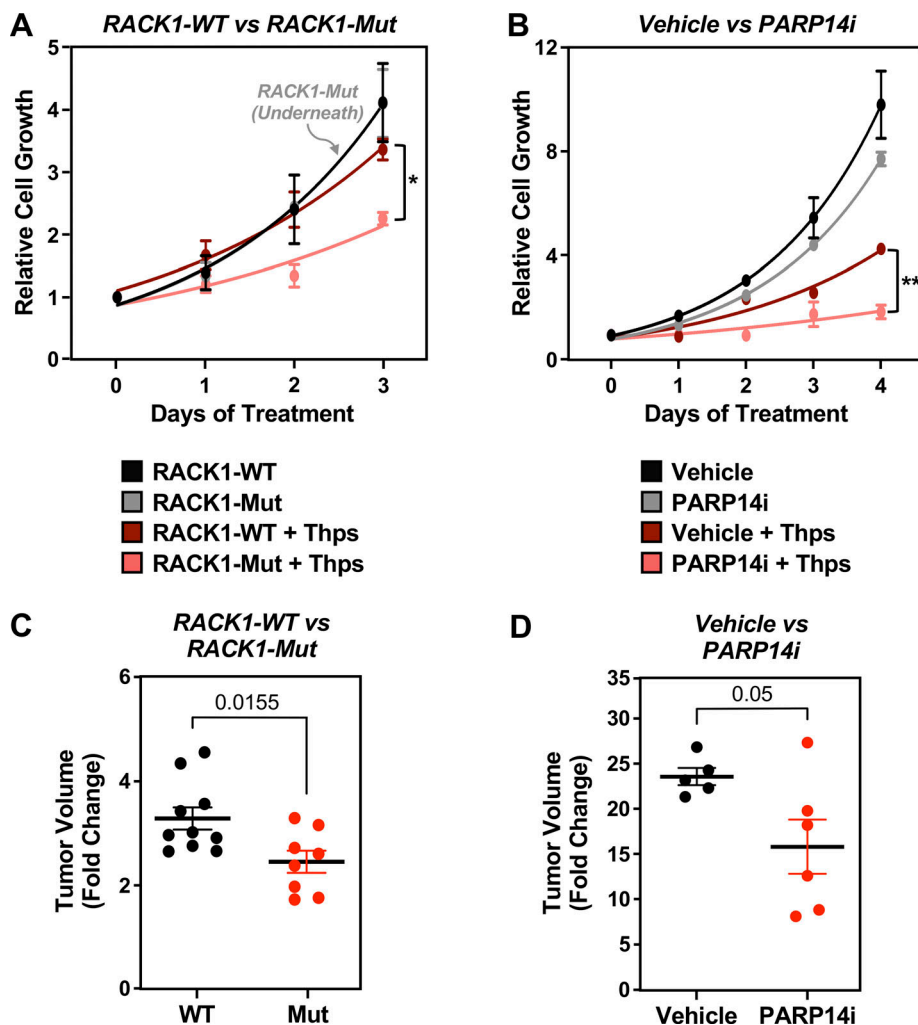 A
RACK1-WT vs RACK1-Mut
Relative Cell Growth
5
4
3
2
1
0
RACK1-Mut
(Underneath)
*
0 1 2 3
Days of Treatment
RACK1-WT
RACK1-Mut
RACK1-WT + Thps
RACK1-Mut + Thps
B
Vehicle vs PARP14i
Relative Cell Growth
12
8
4
0
**
0 1 2 3 4
Days of Treatment
Vehicle
PARP14i
Vehicle + Thps
PARP14i + Thps
C
RACK1-WT vs
RACK1-Mut
Tumor Volume
(Fold Change)
6
4
2
0
0.0155
WT Mut
D
Vehicle vs
PARP14i
Tumor Volume
(Fold Change)
35
30
25
20
15
10
5
0
0.05
Vehicle PARP14i